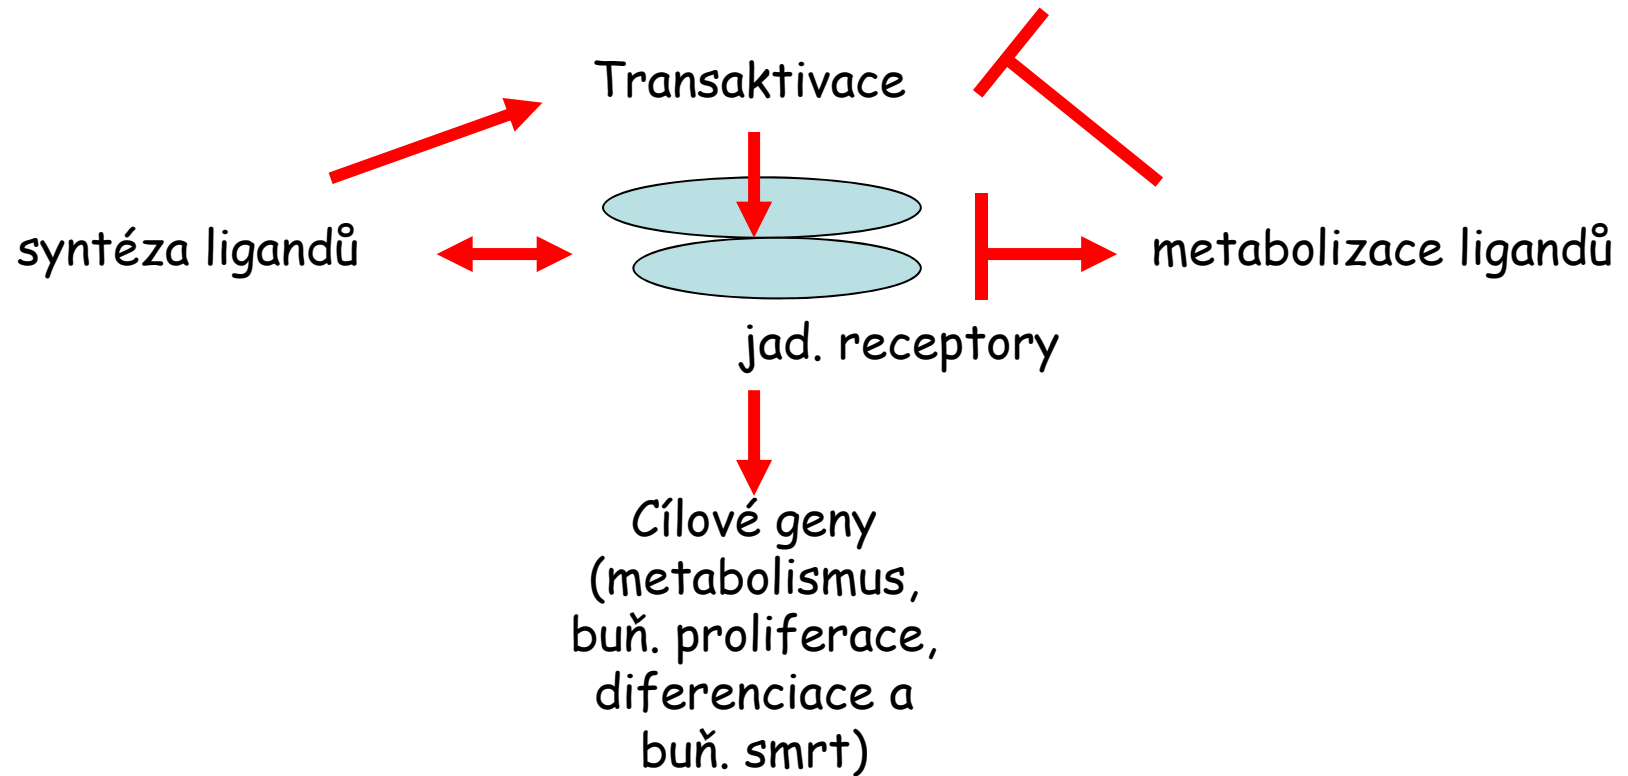 Transaktivace
syntéza ligandů
metabolizace ligandů
jad. receptory
Cílové geny
(metabolismus,
buň. proliferace,
diferenciace a
buň. smrt)